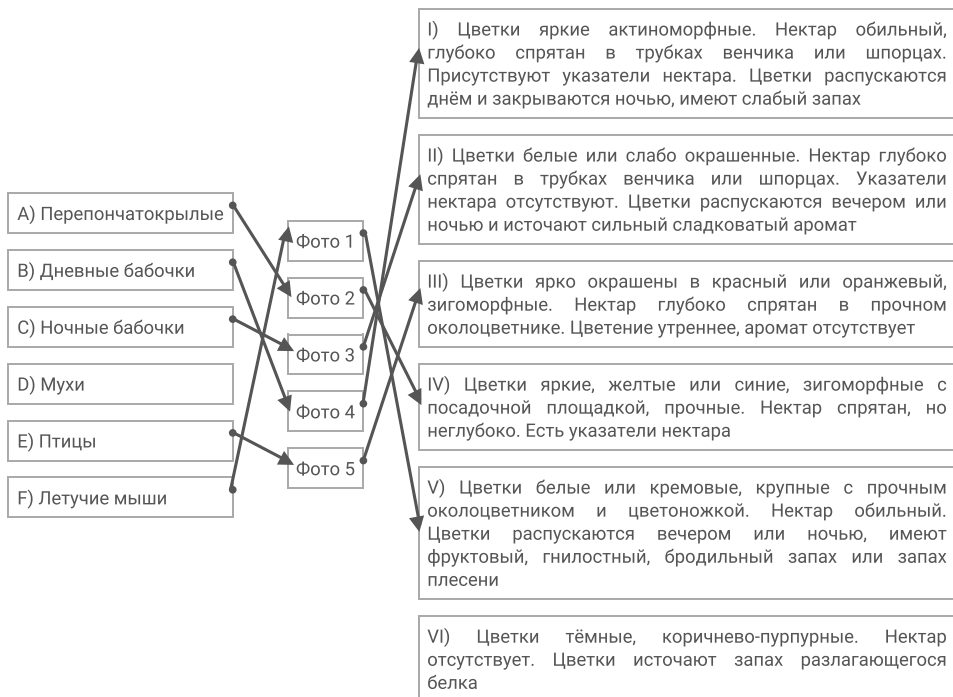 A) Перепончатокрылые
B) Дневные бабочки
C) Ночные бабочки
D) Мухи
E) Птицы
F) Летучие мыши
Фото 1
Фото 2
Фото 3
Фото 4
Фото 5
I) Цветки яркие актиноморфные. Нектар обильный,
глубоко спрятан в трубках венчика или шпорцах.
Присутствуют указатели нектара. Цветки распускаются
днём и закрываются ночью, имеют слабый запах
II) Цветки белые или слабо окрашенные. Нектар глубоко
спрятан в трубках венчика или шпорцах. Указатели
нектара отсутствуют. Цветки распускаются вечером или
ночью и источают сильный сладковатый аромат
III) Цветки ярко окрашены в красный или оранжевый,
зигоморфные. Нектар глубоко спрятан в прочном
околоцветнике. Цветение утреннее, аромат отсутствует
IV) Цветки яркие, желтые или синие, зигоморфные с
посадочной площадкой, прочные. Нектар спрятан, но
неглубоко. Есть указатели нектара
V) Цветки белые или кремовые, крупные с прочным
околоцветником и цветоножкой. Нектар обильный.
Цветки распускаются вечером или ночью, имеют
фруктовый, гнилостный, бродильный запах или запах
плесени
VI) Цветки тёмные, коричнево-пурпурные. Нектар
отсутствует. Цветки источают запах разлагающегося
белка